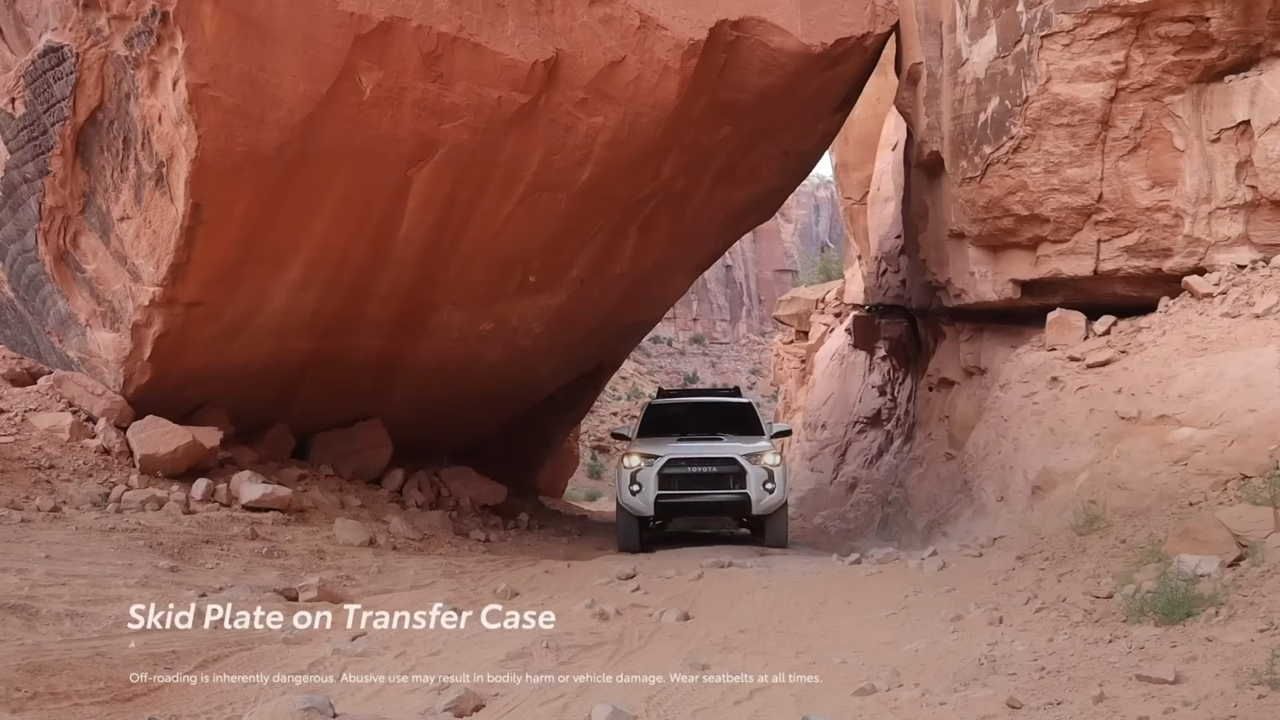 TOYOTA
Skid Plate on Transfer Case
Off-roading is inherently dangerous. Abusive use may result in bodily harm or vehicle damage. Wear seatbelts at all times.